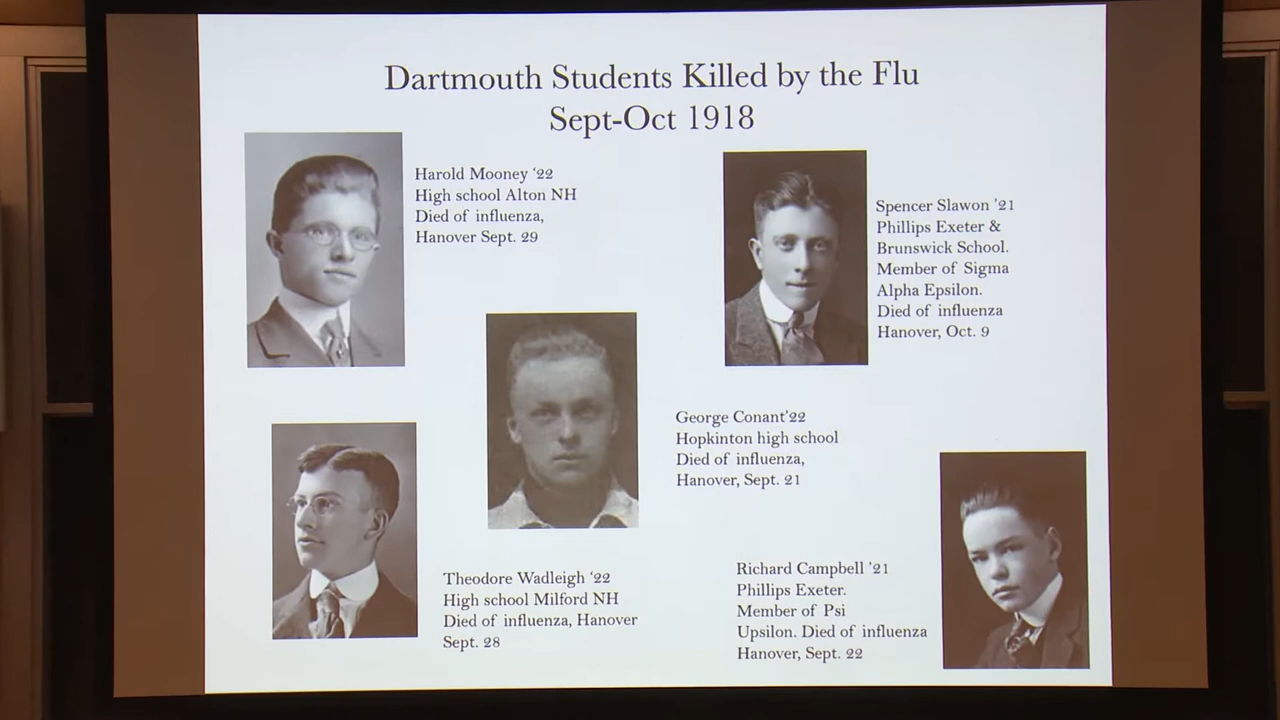 Dartmouth Students Killed by the Flu
Sept-Oct 1918
Harold Mooney ‘22
High school Alton NH
Died of influenza,
Hanover Sept. 29
Spencer Slawon ’21
Phillips Exeter &
Brunswick School.
Member of Sigma
Alpha Epsilon.
Died of influenza
Hanover, Oct. 9
George Conant’22
Hopkinton high school
Died of influenza,
Hanover, Sept. 21
Theodore Wadleigh ‘22
High school Milford NH
Died of influenza, Hanover
Sept. 28
Richard Campbell ’21
Phillips Exeter.
Member of Psi
Upsilon. Died of influenza
Hanover, Sept. 22